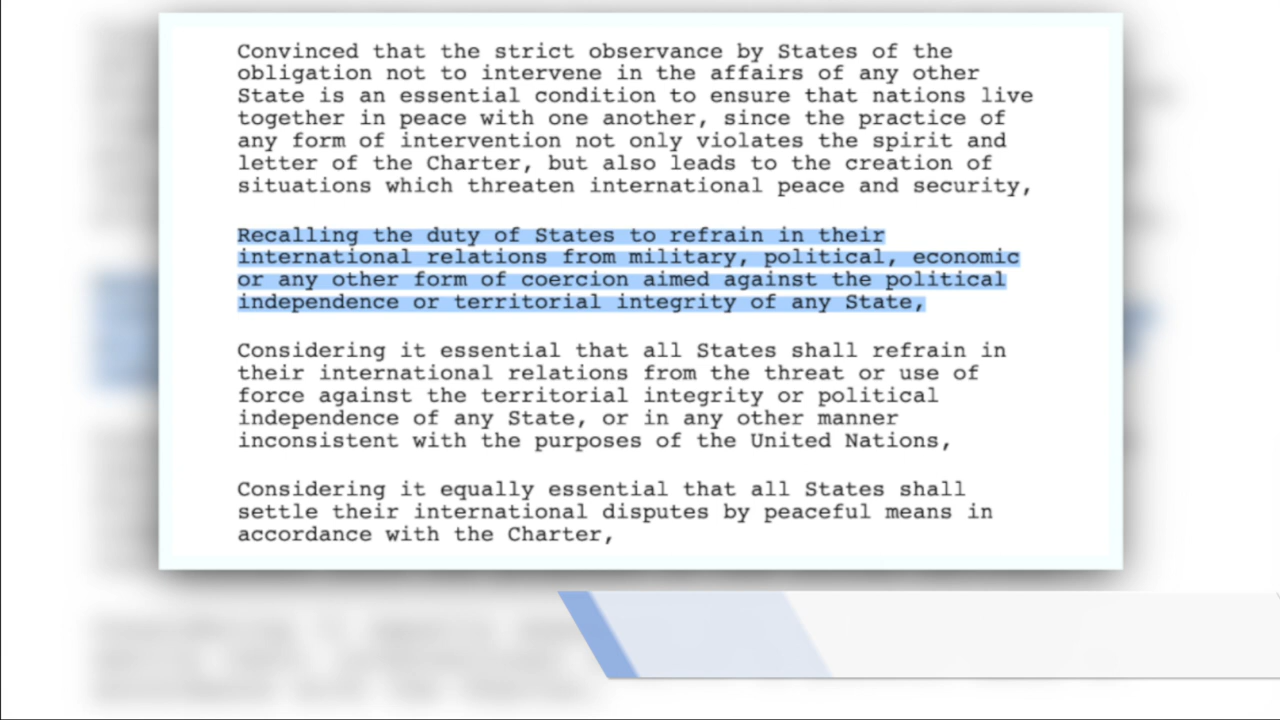 Convinced that the strict observance by States of the
obligation not to intervene in the affairs of any other
State is an essential condition to ensure that nations live
together in peace with one another, since the practice of
any form of intervention not only violates the spirit and
letter of the Charter, but also leads to the creation of
situations which threaten international peace and security,
Recalling the duty of States to refrain in their
international relations from military, political, economic
or any other form of coercion aimed against the political
independence or territorial integrity of any State,
Considering it essential that all States shall refrain in
their international relations from the threat or use of
force against the territorial integrity or political
independence of any State, or in any other manner
inconsistent with the purposes of the United Nations,
Considering it equally essential that all States shall
settle their international disputes by peaceful means in
accordance with the Charter,